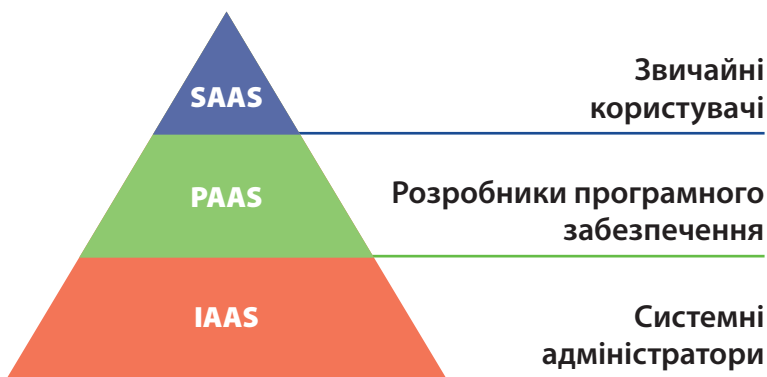 SAAS
Звичайні
користувачі
PAAS
Розробники програмного
забезпечення
IAAS
Системні
адміністратори